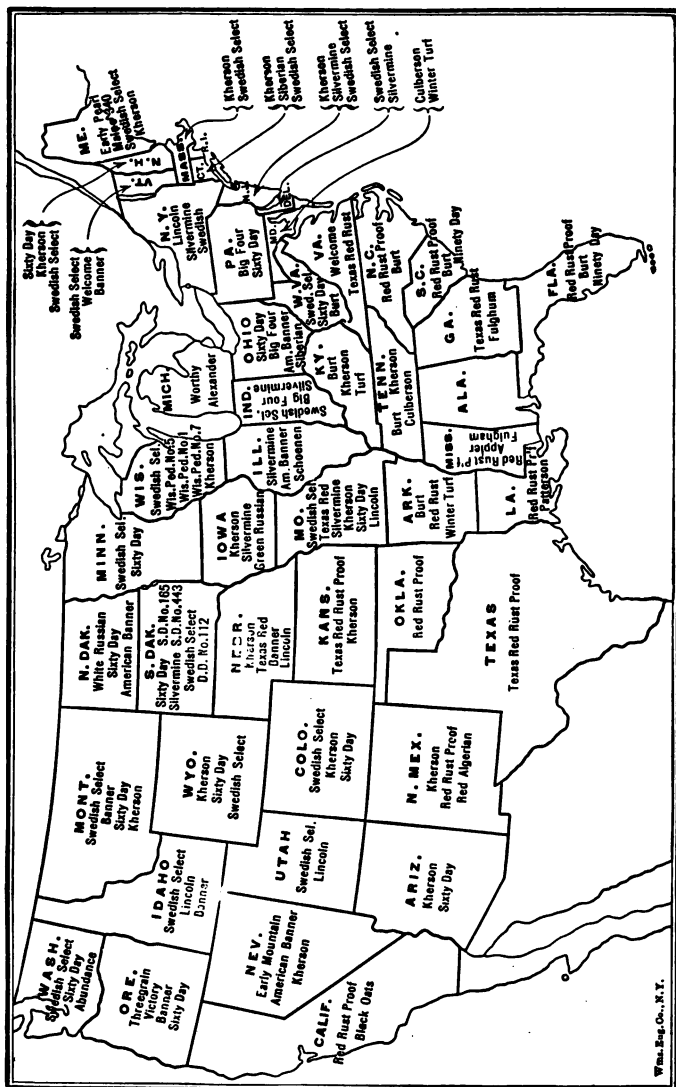 WASH.
Swedish Select
Sixty Day
Abundance
ORE.
Threegrain
Victory
Banner
Sixty Day
CALIF.
Red Rust Proof
Black Oats
NEV.
Early Mountain
American Banner
Kherson
IDAHO
Swedish Select
Lincoln
Banner
MONT.
Swedish Select
Banner
Sixty Day
Kherson
WYO.
Kherson
Sixty Day
Swedish Select
UTAH
Swedish Sel.
Lincoln
COLO.
Swedish Select
Kherson
Sixty Day
ARIZ.
Kherson
Sixty Day
N. MEX.
Kherson
Red Rust Proof
Red Algerian
N. DAK.
White Russian
Sixty Day
American Banner
S. DAK.
Sixty Day S.D.No.165
Silvermine S.D.No.443
Swedish Select
D.D. No.112
NEBR.
Kherson
Texas Red
Banner
Lincoln
KANS.
Texas Red Rust Proof
Kherson
OKLA.
Red Rust Proof
TEXAS
Texas Red Rust Proof
MINN.
Swedish Sel.
Sixty Day
IOWA
Kherson
Silvermine
Green Russian
MO.
Swedish Sel.
Texas Red
Silvermine
Kherson
Sixty Day
Lincoln
ARK.
Burt
Red Rust
Winter Turf
LA.
Red Rust P'f
Patterson
WIS.
Swedish Sel.
Wis.Ped.No.5
Wis.Ped.No.1
Wis.Ped.No.7
Kherson
ILL.
Silvermine
Am. Banner
Schoenen
MICH.
Worthy
Alexander
IND.
Swedish Sel.
Big Four
Silvermine
OHIO
Sixty Day
Big Four
Am. Banner
Siberian
KY.
Burt
Kherson
Turf
TENN.
Burt Kherson
Culberson
MISS.
Red Rust P'f
Appler
Fulgham
ALA.
GA.
Texas Red Rust
Fulghum
FLA.
Red Rust Proof
Burt
Ninety Day
S.C.
Red Rust Proof
Burt
Ninety Day
N.C.
Red Rust Proof
Burt
VA.
Welcome
Texas Red Rust
W.VA.
Swed. Sel.
Sixty Day
Burt
PA.
Big Four
Sixty Day
N.Y.
Lincoln
Silvermine
Swedish
ME.
Early Pearl
Maine 340
Swedish Select
Kherson
N.H.
VT.
MASS.
CT.
R.I.
N.J.
DEL.
MD.
Sixty Day
Kherson
Swedish Select
Swedish Select
Welcome
Banner
Kherson
Swedish Select
Kherson
Siberian
Swedish Select
Kherson
Silvermine
Swedish Select
Swedish Select
Silvermine
Culberson
Winter Turf
Wms.Eng.Co., N.Y.